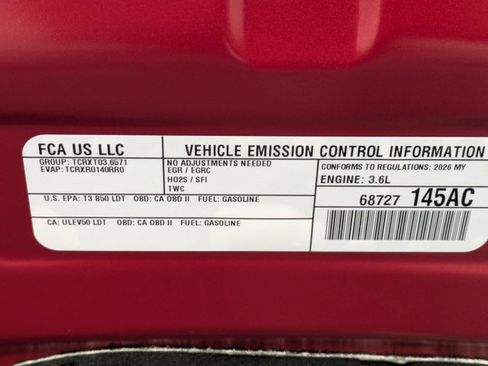 FCA US LLC
VEHICLE EMISSION CONTROL INFORMATION
GROUP: TCRXT03.6571
EVAP: TCRXR0140RR0
NO ADJUSTMENTS NEEDED
EGR / EGRC
HO2S / SFI
TWC
CONFORMS TO REGULATIONS: 2026 MY
ENGINE: 3.6L
U.S. EPA: T3 B50 LDT OBD: CA OBD II FUEL: GASOLINE
68727 145AC
CA: ULEV50 LDT OBD: CA OBD II FUEL: GASOLINE